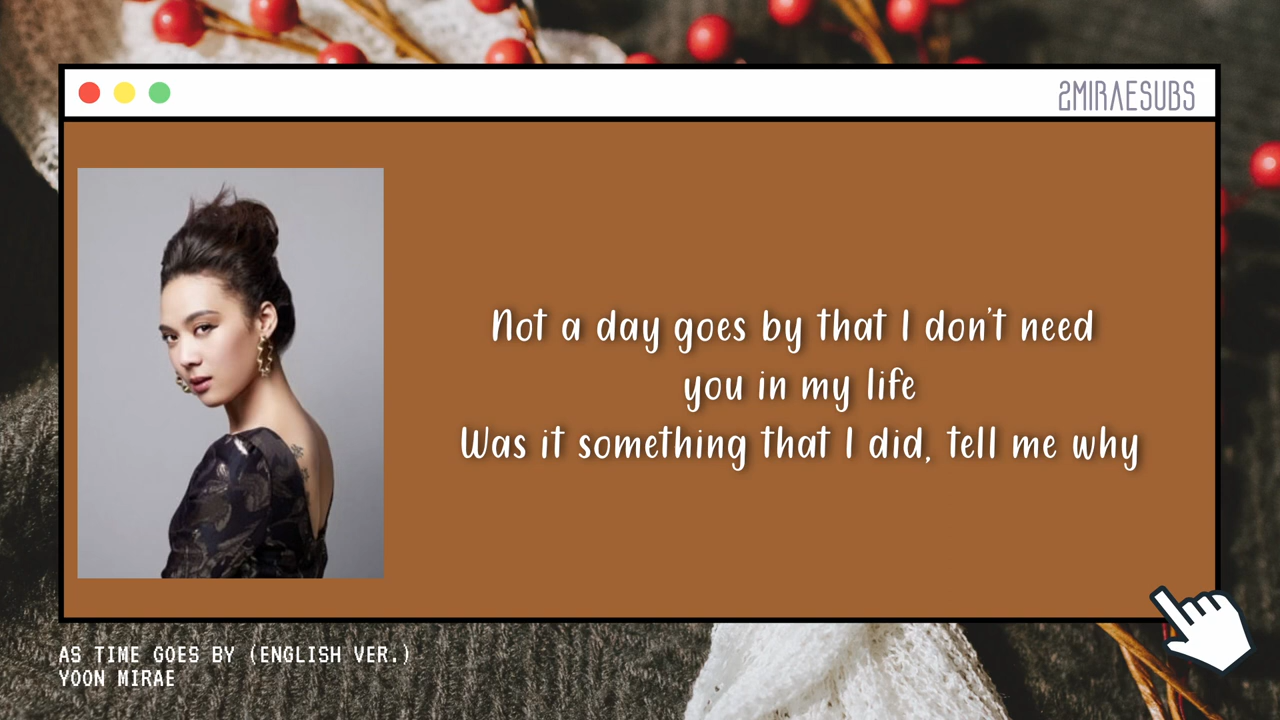 2MIRAESUBS
Not a day goes by that I don't need
you in my life
Was it something that I did, tell me why
AS TIME GOES BY (ENGLISH VER.)
YOON MIRAE